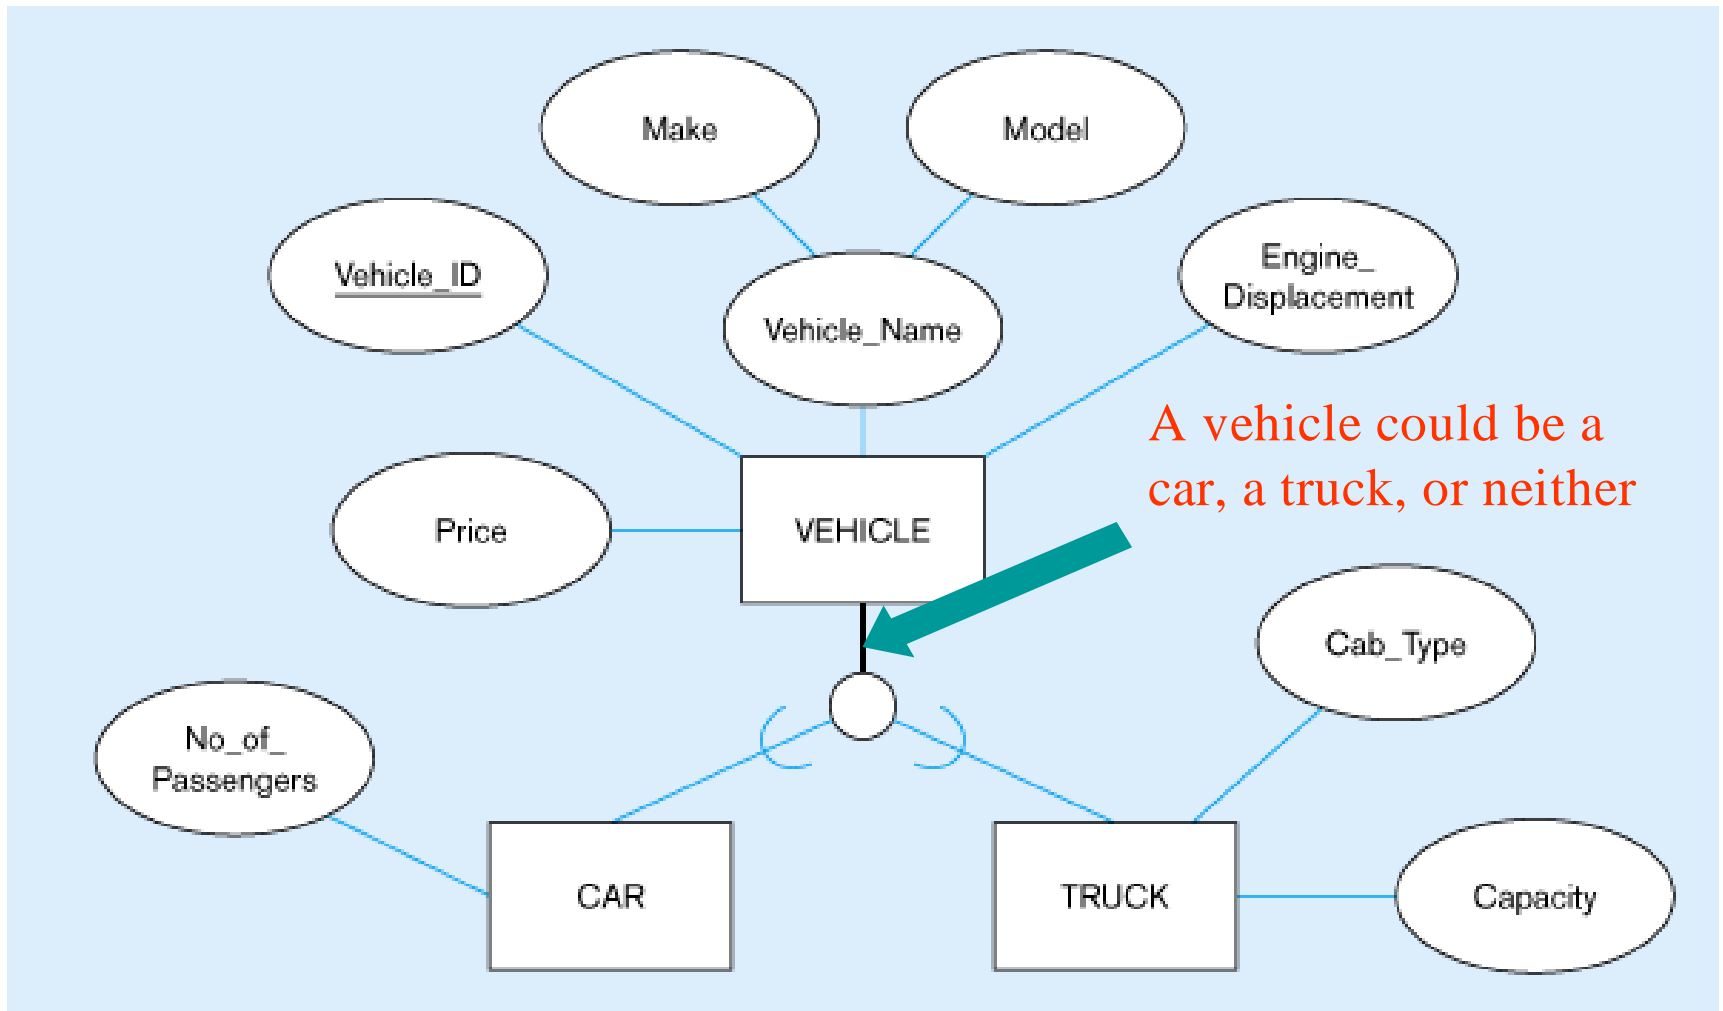 Make
Model
Vehicle_ID
Engine_
Displacement
Vehicle_Name
A vehicle could be a
car, a truck, or neither
Price
VEHICLE
Cab_Type
No_of_
Passengers
CAR
TRUCK
Capacity